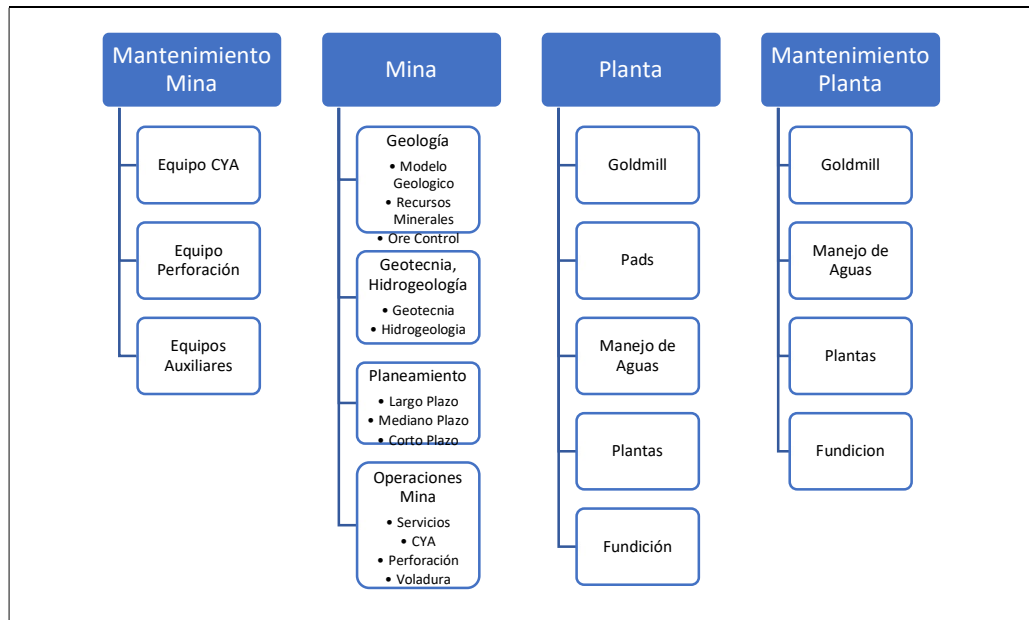 Mantenimiento
Mina
Equipo CYA
Equipo
Perforación
Equipos
Auxiliares
Mina
Geología
• Modelo
Geologico
• Recursos
Minerales
• Ore Control
Geotecnia,
Hidrogeología
• Geotecnia
• Hidrogeologia
Planeamiento
• Largo Plazo
• Mediano Plazo
• Corto Plazo
Operaciones
Mina
• Servicios
• CYA
• Perforación
• Voladura
Planta
Goldmill
Pads
Manejo de
Aguas
Plantas
Fundición
Mantenimiento
Planta
Goldmill
Manejo de
Aguas
Plantas
Fundicion